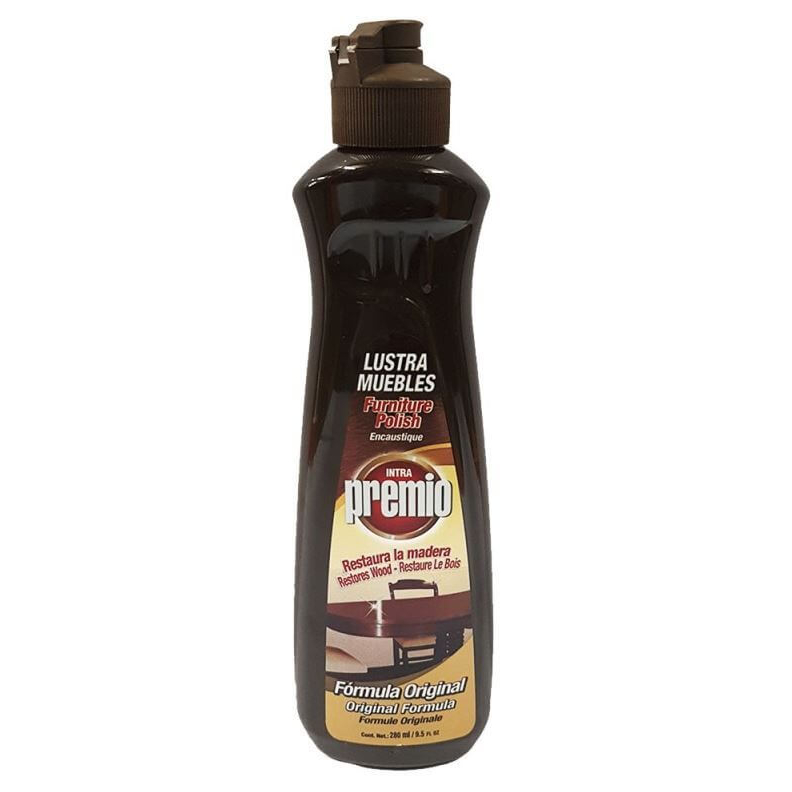 LUSTRA
MUEBLES
Furniture
Polish
Encaustique
INTRA
premio
Restaura la madera
Restores Wood - Restaure Le Bois
Fórmula Original
Original Formula
Formule Originale
Cont. Net.: 280 ml / 9.5 FL OZ